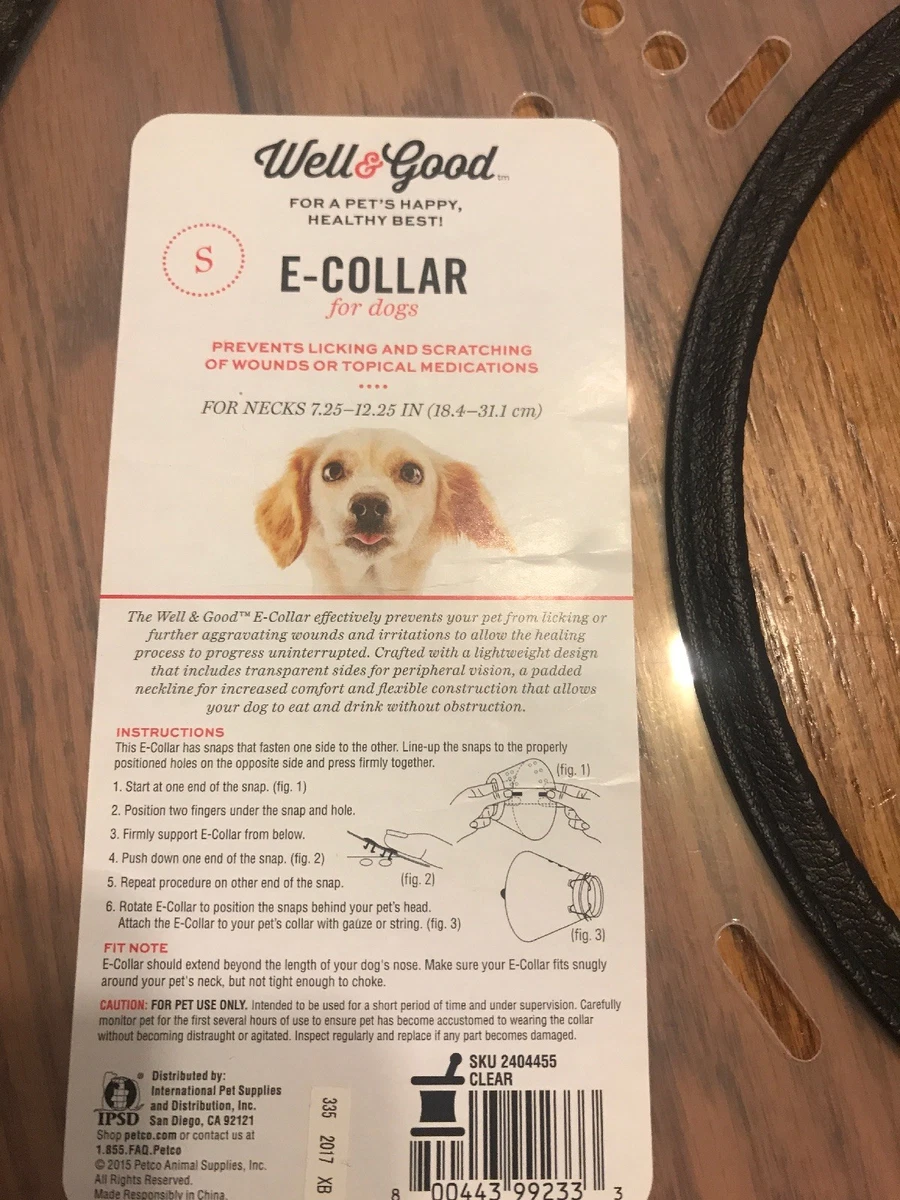 Well&Good™
FOR A PET'S HAPPY,
HEALTHY BEST!
S
E-COLLAR
for dogs
PREVENTS LICKING AND SCRATCHING
OF WOUNDS OR TOPICAL MEDICATIONS
FOR NECKS 7.25–12.25 IN (18.4–31.1 cm)
The Well & Good™ E-Collar effectively prevents your pet from licking or
further aggravating wounds and irritations to allow the healing
process to progress uninterrupted. Crafted with a lightweight design
that includes transparent sides for peripheral vision, a padded
neckline for increased comfort and flexible construction that allows
your dog to eat and drink without obstruction.
INSTRUCTIONS
This E-Collar has snaps that fasten one side to the other. Line-up the snaps to the properly
positioned holes on the opposite side and press firmly together.
1. Start at one end of the snap. (fig. 1)
2. Position two fingers under the snap and hole.
3. Firmly support E-Collar from below.
4. Push down one end of the snap. (fig. 2)
5. Repeat procedure on other end of the snap.
6. Rotate E-Collar to position the snaps behind your pet's head.
Attach the E-Collar to your pet's collar with gauze or string. (fig. 3)
(fig. 1)
(fig. 2)
(fig. 3)
FIT NOTE
E-Collar should extend beyond the length of your dog's nose. Make sure your E-Collar fits snugly
around your pet's neck, but not tight enough to choke.
CAUTION: FOR PET USE ONLY. Intended to be used for a short period of time and under supervision. Carefully
monitor pet for the first several hours of use to ensure pet has become accustomed to wearing the collar
without becoming distraught or agitated. Inspect regularly and replace if any part becomes damaged.
IPSD
Distributed by:
International Pet Supplies
and Distribution, Inc.
San Diego, CA 92121
Shop petco.com or contact us at
1.855.FAQ.Petco
© 2015 Petco Animal Supplies, Inc.
All Rights Reserved.
Made Responsibly in China.
335 2017 XB
SKU 2404455
CLEAR
8 00443 99233 3